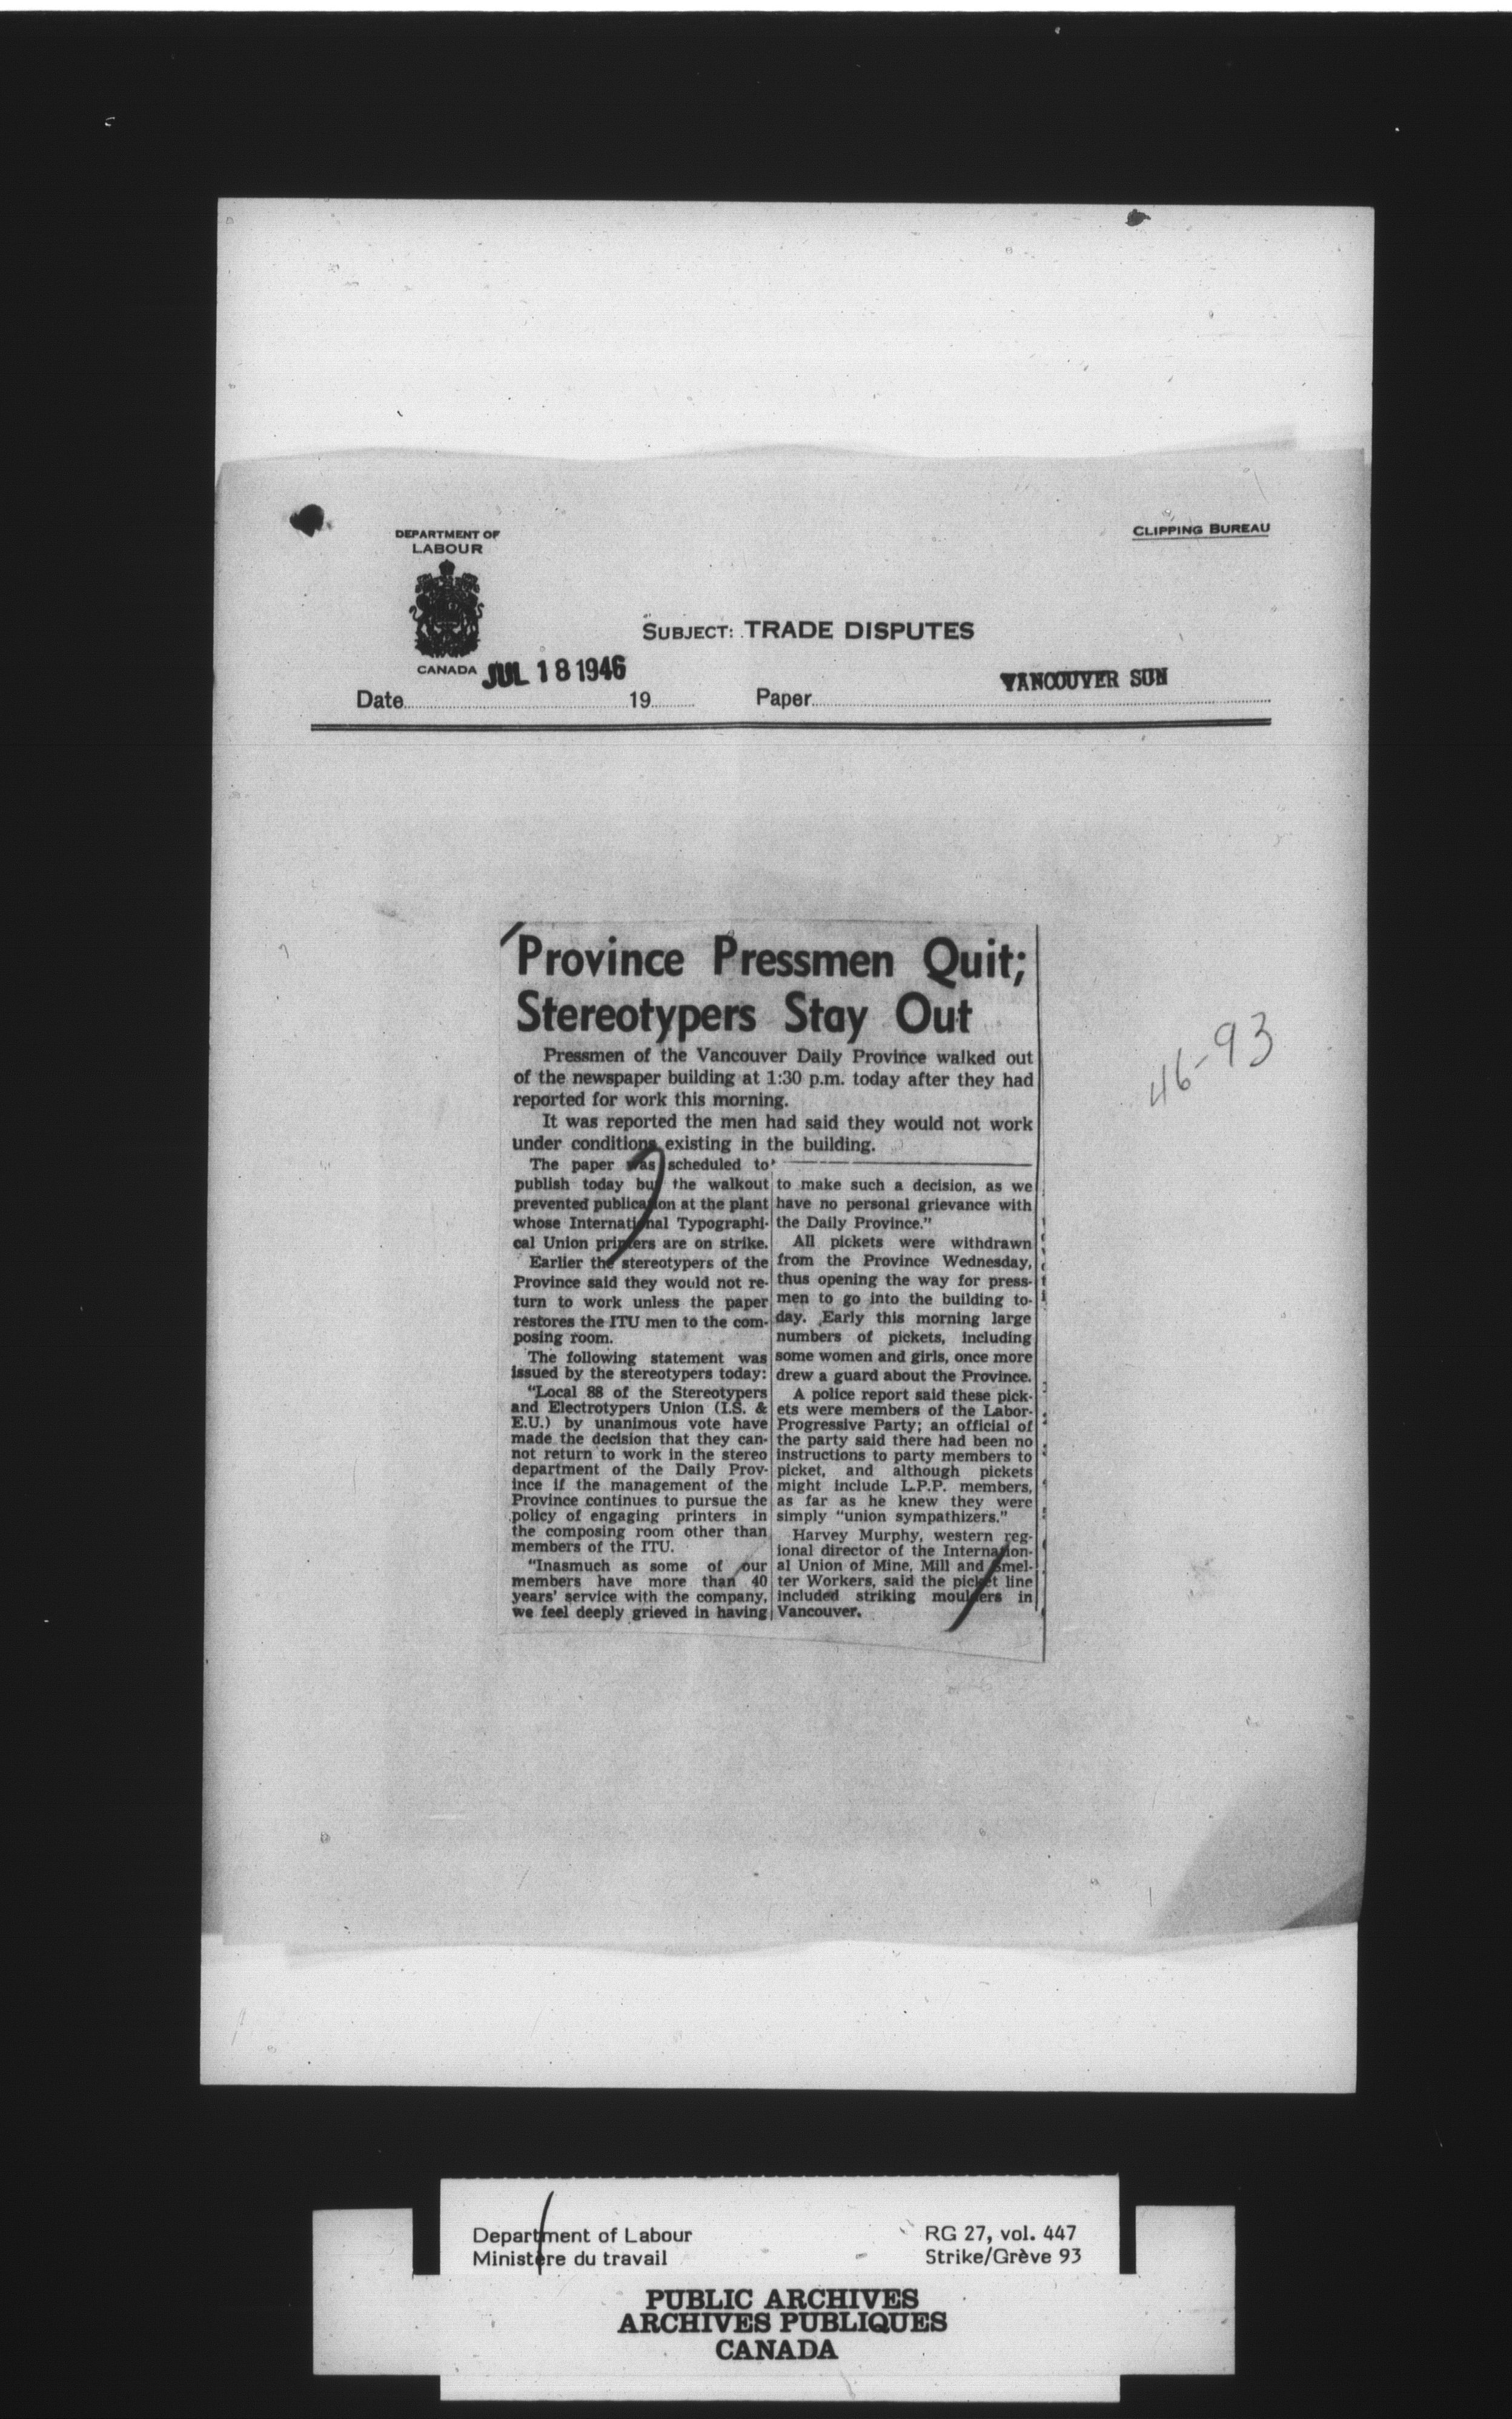 DEPARTMENT OF
LABOUR
CANADA
CLIPPING BUREAU
SUBJECT: TRADE DISPUTES
JUL 18 1946
VANCOUVER SUN
Date 19 Paper
Province Pressmen Quit;
Stereotypers Stay Out
Pressmen of the Vancouver Daily Province walked out
of the newspaper building at 1:30 p.m. today after they had
reported for work this morning.
It was reported the men had said they would not work
under conditions existing in the building.
The paper was scheduled to
publish today but the walkout
prevented publication at the plant
whose International Typographi-
cal Union printers are on strike.
Earlier the stereotypers of the
Province said they would not re-
turn to work unless the paper
restores the ITU men to the com-
posing room.
The following statement was
issued by the stereotypers today:
"Local 88 of the Stereotypers
and Electrotypers Union (I.S. &
E.U.) by unanimous vote have
made the decision that they can-
not return to work in the stereo
department of the Daily Prov-
ince if the management of the
Province continues to pursue the
policy of engaging printers in
the composing room other than
members of the ITU.
"Inasmuch as some of our
members have more than 40
years' service with the company,
we feel deeply grieved in having
to make such a decision, as we
have no personal grievance with
the Daily Province."
All pickets were withdrawn
from the Province Wednesday,
thus opening the way for press-
men to go into the building to-
day. Early this morning large
numbers of pickets, including
some women and girls, once more
drew a guard about the Province.
A police report said these pick-
ets were members of the Labor-
Progressive Party; an official of
the party said there had been no
instructions to party members to
picket, and although pickets
might include L.P.P. members,
as far as he knew they were
simply "union sympathizers."
Harvey Murphy, western reg-
ional director of the Internation-
al Union of Mine, Mill and Smel-
ter Workers, said the picket line
included striking moulders in
Vancouver.
46-93
Department of Labour
Ministère du travail
RG 27, vol. 447
Strike/Grève 93
PUBLIC ARCHIVES
ARCHIVES PUBLIQUES
CANADA